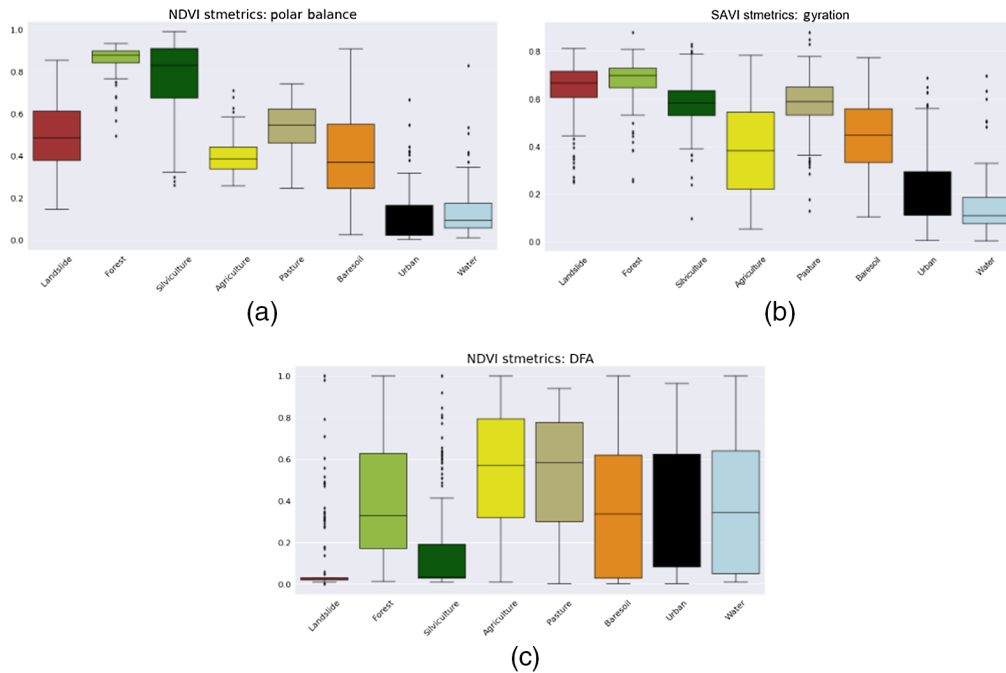 NDVI stmetrics: polar balance
1.0
0.8
0.6
0.4
0.2
0.0
Landslide
Forest
Silviculture
Agriculture
Pasture
Baresoil
Urban
Water
(a)
SAVI stmetrics: gyration
0.8
0.6
0.4
0.2
0.0
Landslide
Forest
Silviculture
Agriculture
Pasture
Baresoil
Urban
Water
(b)
NDVI stmetrics: DFA
1.0
0.8
0.6
0.4
0.2
0.0
Landslide
Forest
Silviculture
Agriculture
Pasture
Baresoil
Urban
Water
(c)